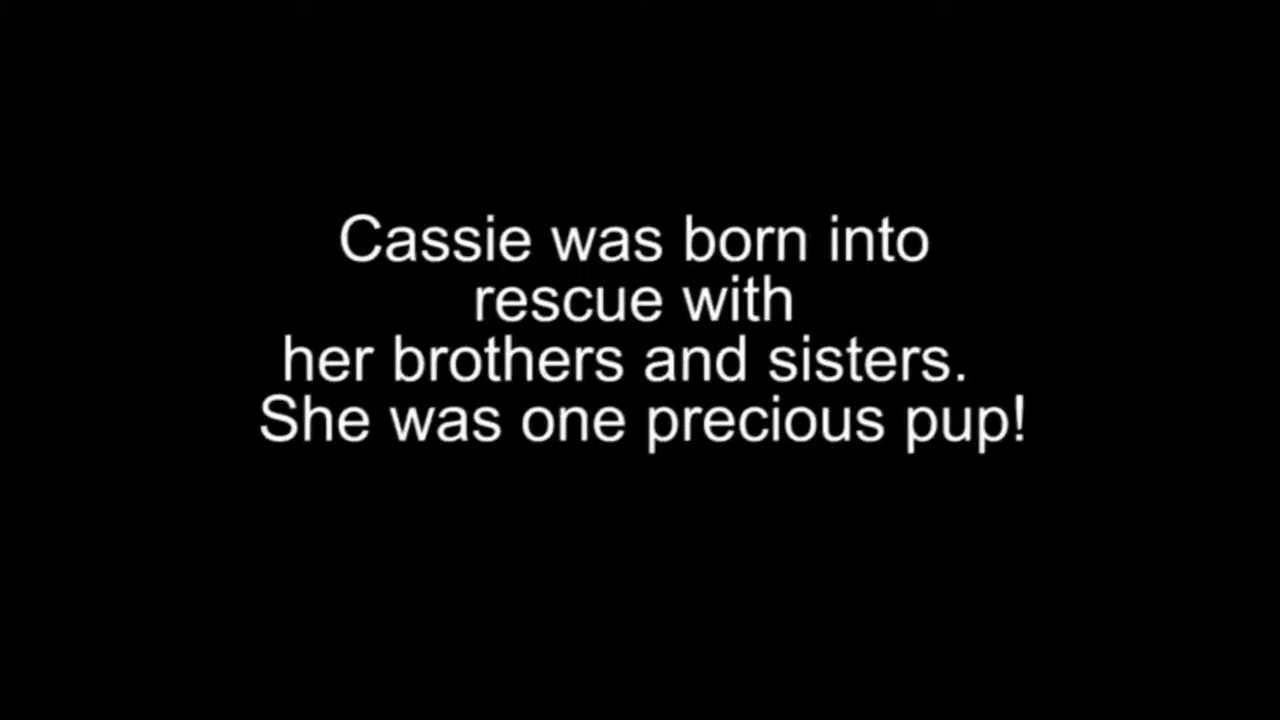 Cassie was born into
rescue with
her brothers and sisters.
She was one precious pup!